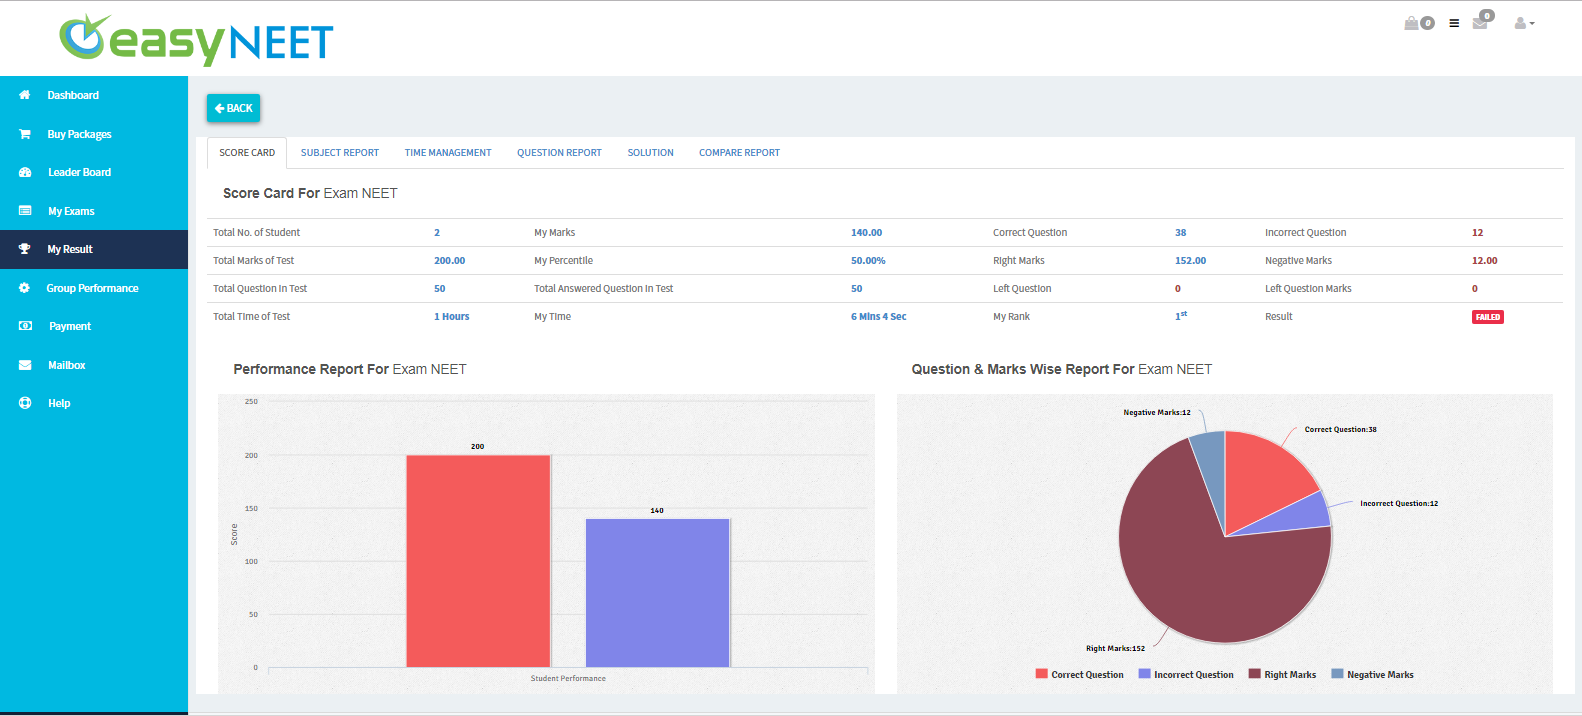 easyNEET
0
0
Dashboard
Buy Packages
Leader Board
My Exams
My Result
Group Performance
Payment
Mailbox
Help
BACK
SCORE CARD SUBJECT REPORT TIME MANAGEMENT QUESTION REPORT SOLUTION COMPARE REPORT
Score Card For Exam NEET
Total No. of Student 2 My Marks 140.00 Correct Question 38 Incorrect Question 12
Total Marks of Test 200.00 My Percentile 50.00% Right Marks 152.00 Negative Marks 12.00
Total Question in Test 50 Total Answered Question in Test 50 Left Question 0 Left Question Marks 0
Total Time of Test 1 Hours My Time 6 Mins 4 Sec My Rank 1st Result FAILED
Performance Report For Exam NEET
250
200
150
100
50
0
Score
200
140
Student Performance
Question & Marks Wise Report For Exam NEET
Negative Marks:12
Correct Question:38
Incorrect Question:12
Right Marks:152
Correct Question Incorrect Question Right Marks Negative Marks